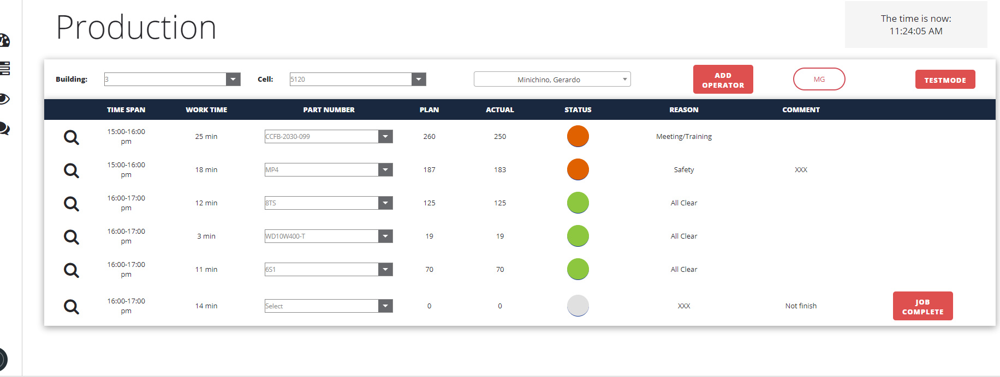 Production
The time is now:
11:24:05 AM
Building: 3 Cell: 5120 Minichino, Gerardo ADD OPERATOR MG TESTMODE
TIME SPAN WORK TIME PART NUMBER PLAN ACTUAL STATUS REASON COMMENT
15:00-16:00 pm 25 min CCFB-2030-099 260 250 Meeting/Training
15:00-16:00 pm 18 min MP4 187 183 Safety XXX
16:00-17:00 pm 12 min 8TS 125 125 All Clear
16:00-17:00 pm 3 min WD10W400-T 19 19 All Clear
16:00-17:00 pm 11 min 6S1 70 70 All Clear
16:00-17:00 pm 14 min Select 0 0 XXX Not finish JOB COMPLETE